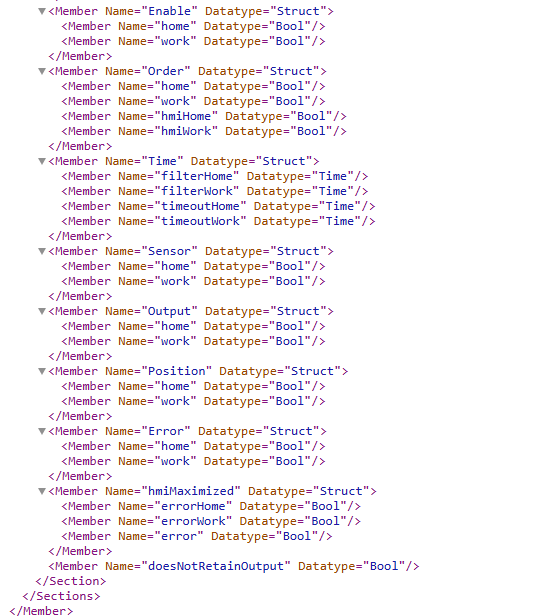 <Member Name="Enable" Datatype="Struct">
<Member Name="home" Datatype="Bool"/>
<Member Name="work" Datatype="Bool"/>
</Member>
<Member Name="Order" Datatype="Struct">
<Member Name="home" Datatype="Bool"/>
<Member Name="work" Datatype="Bool"/>
<Member Name="hmiHome" Datatype="Bool"/>
<Member Name="hmiWork" Datatype="Bool"/>
</Member>
<Member Name="Time" Datatype="Struct">
<Member Name="filterHome" Datatype="Time"/>
<Member Name="filterWork" Datatype="Time"/>
<Member Name="timeoutHome" Datatype="Time"/>
<Member Name="timeoutWork" Datatype="Time"/>
</Member>
<Member Name="Sensor" Datatype="Struct">
<Member Name="home" Datatype="Bool"/>
<Member Name="work" Datatype="Bool"/>
</Member>
<Member Name="Output" Datatype="Struct">
<Member Name="home" Datatype="Bool"/>
<Member Name="work" Datatype="Bool"/>
</Member>
<Member Name="Position" Datatype="Struct">
<Member Name="home" Datatype="Bool"/>
<Member Name="work" Datatype="Bool"/>
</Member>
<Member Name="Error" Datatype="Struct">
<Member Name="home" Datatype="Bool"/>
<Member Name="work" Datatype="Bool"/>
</Member>
<Member Name="hmiMaximized" Datatype="Struct">
<Member Name="errorHome" Datatype="Bool"/>
<Member Name="errorWork" Datatype="Bool"/>
<Member Name="error" Datatype="Bool"/>
</Member>
<Member Name="doesNotRetainOutput" Datatype="Bool"/>
</Section>
</Sections>
</Member>